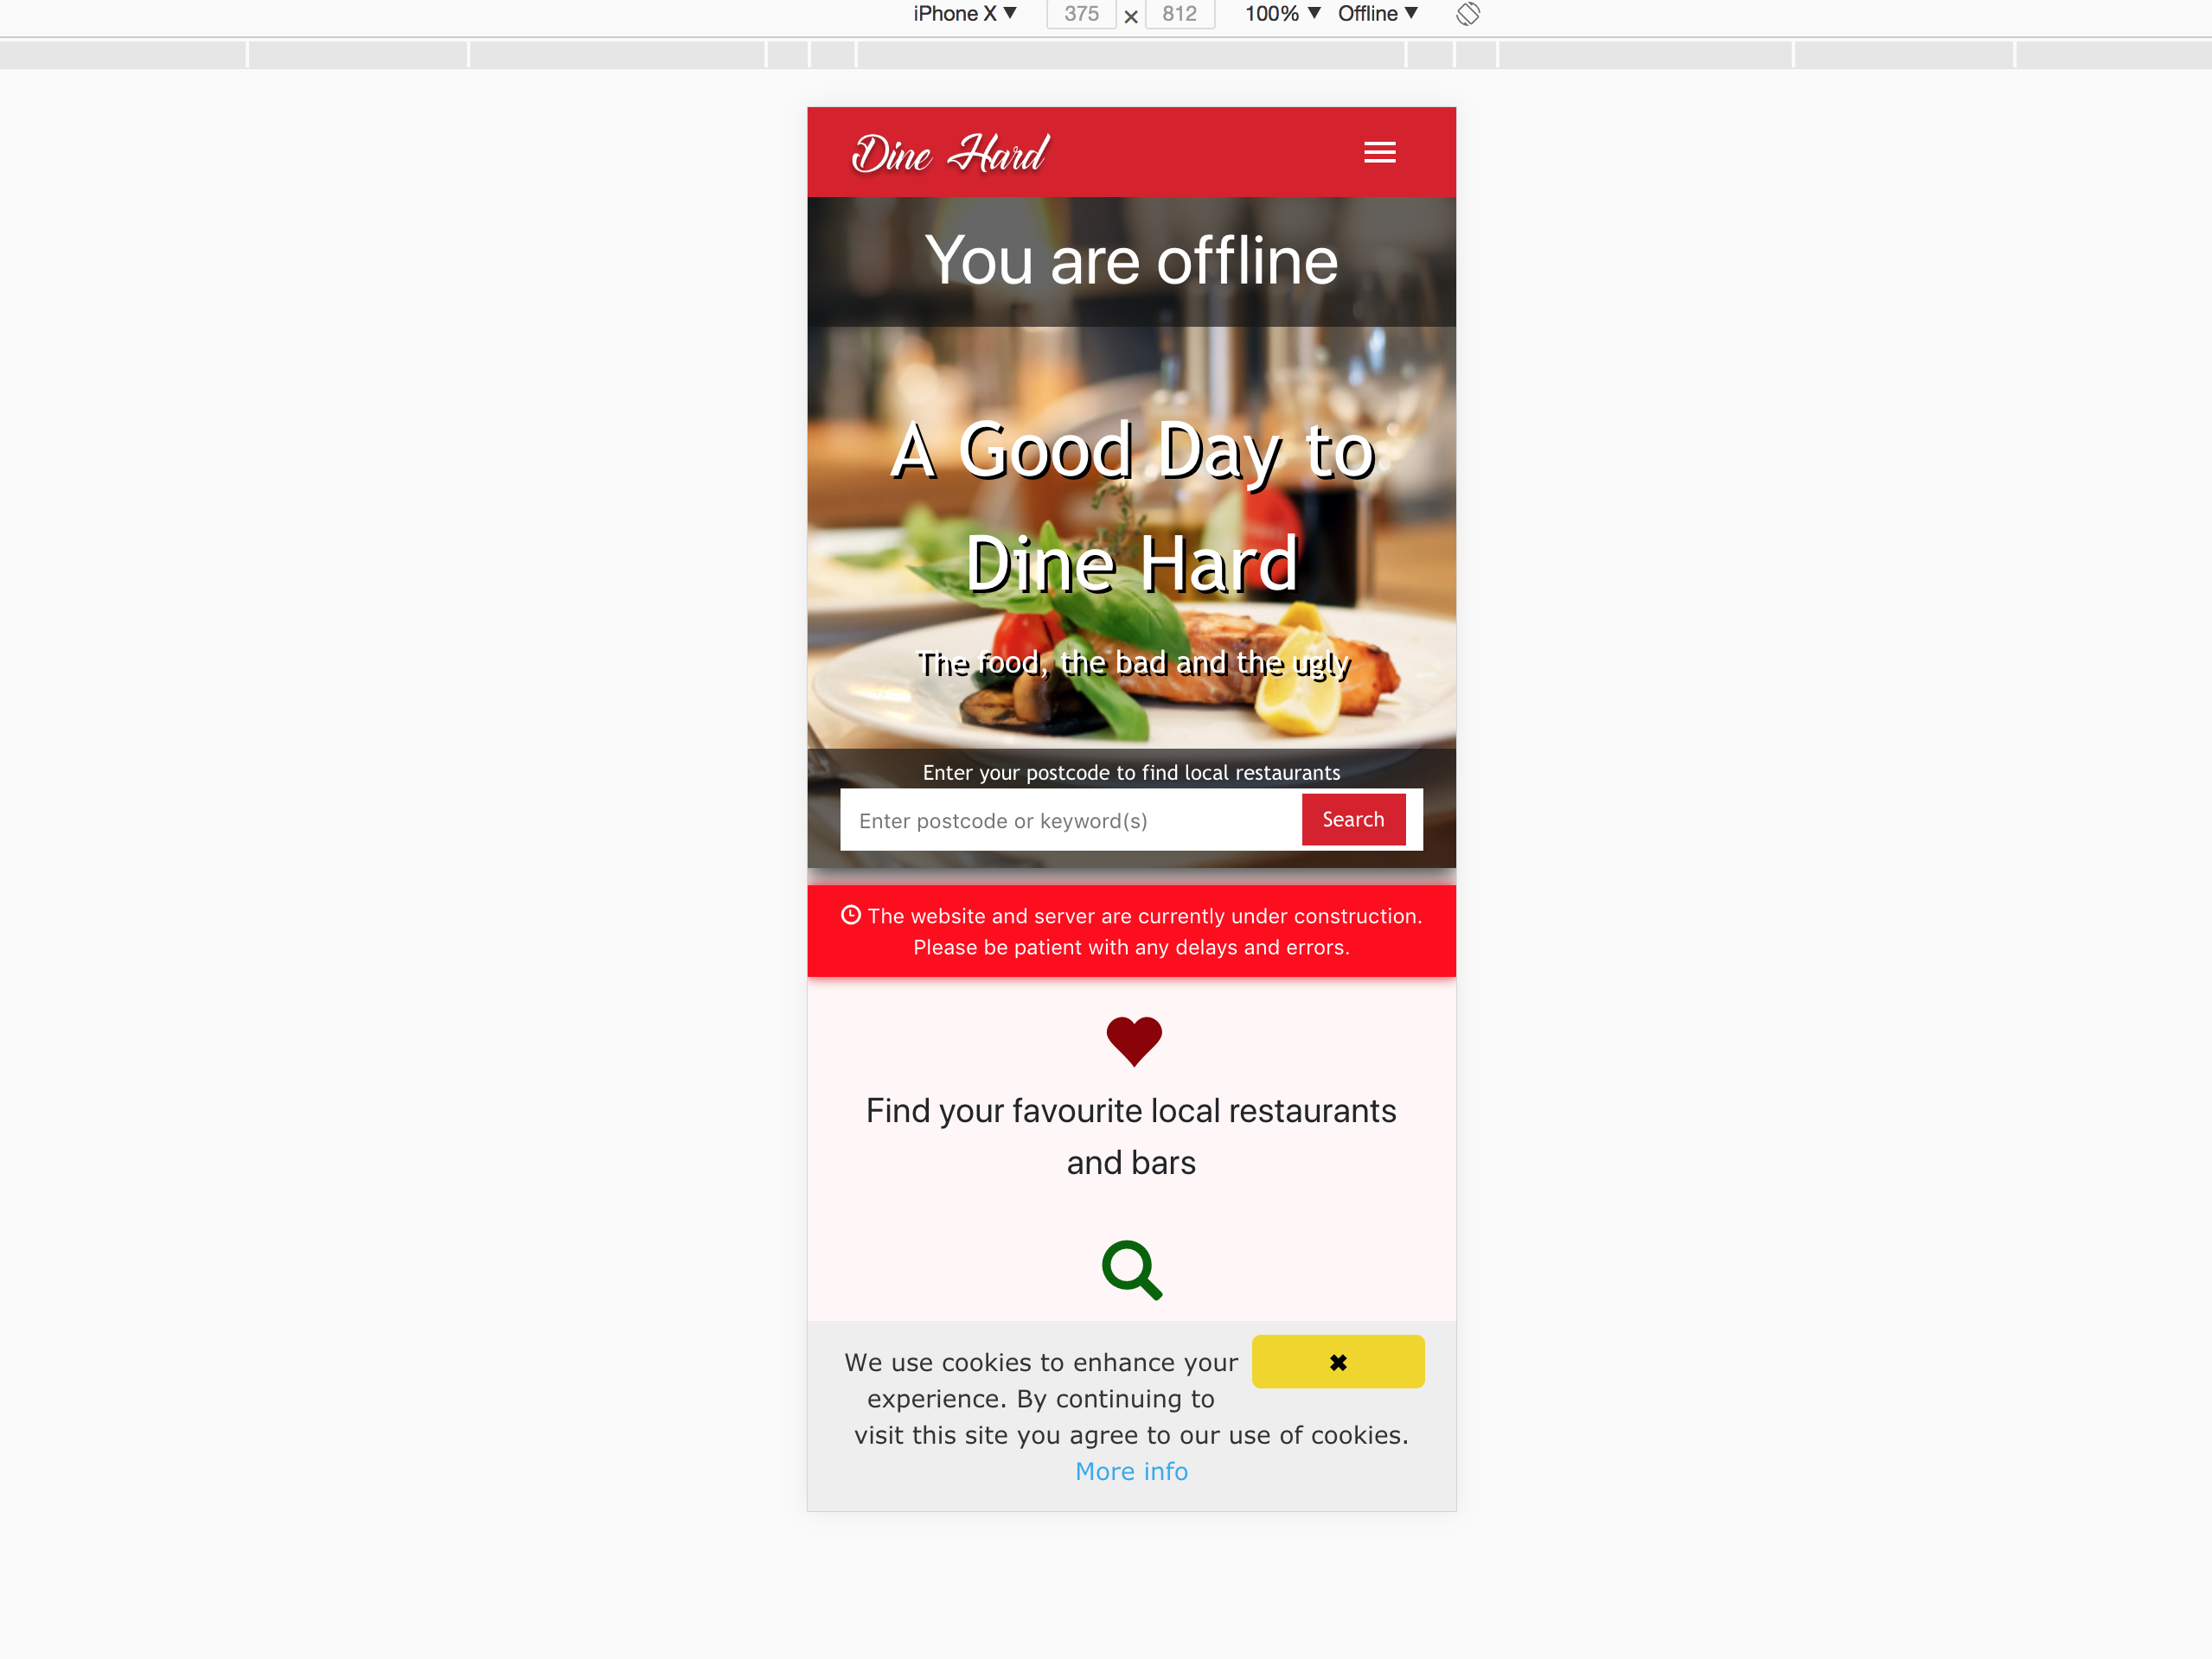 iPhone X ▼ 375 × 812 100% ▼ Offline ▼
Dine Hard
You are offline
A Good Day to
Dine Hard
The food, the bad and the ugly
Enter your postcode to find local restaurants
Enter postcode or keyword(s) Search
The website and server are currently under construction.
Please be patient with any delays and errors.
Find your favourite local restaurants
and bars
We use cookies to enhance your ✖
experience. By continuing to
visit this site you agree to our use of cookies.
More info